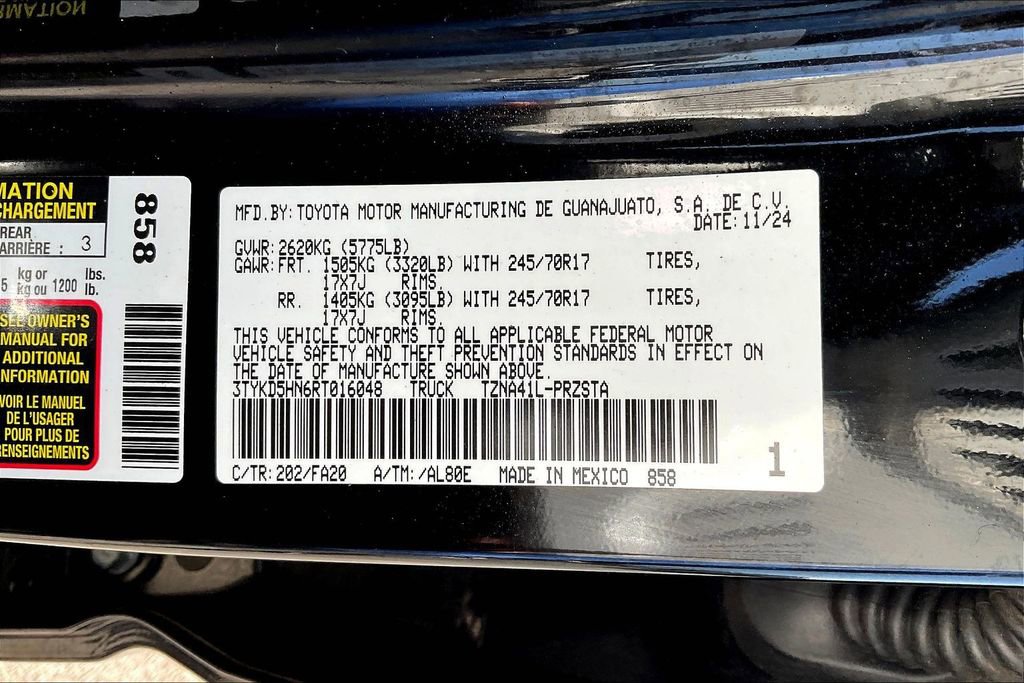 MATION
MATION
CHARGEMENT
REAR
ARRIÈRE : 3
5 kg or
kg ou 1200 lbs.
lb.
SEE OWNER'S
MANUAL FOR
ADDITIONAL
INFORMATION
VOIR LE MANUEL
DE L'USAGER
POUR PLUS DE
RENSEIGNEMENTS
858
MFD.BY:TOYOTA MOTOR MANUFACTURING DE GUANAJUATO, S.A. DE C.V.
DATE:11/24
GVWR:2620KG (5775LB)
GAWR:FRT. 1505KG (3320LB) WITH 245/70R17 TIRES,
17X7J RIMS,
RR. 1405KG (3095LB) WITH 245/70R17 TIRES,
17X7J RIMS,
THIS VEHICLE CONFORMS TO ALL APPLICABLE FEDERAL MOTOR
VEHICLE SAFETY AND THEFT PREVENTION STANDARDS IN EFFECT ON
THE DATE OF MANUFACTURE SHOWN ABOVE.
3TYKD5HN6RT016048 TRUCK TZNA41L-PRZSTA
C/TR:202/FA20 A/TM:/AL80E MADE IN MEXICO 858
1